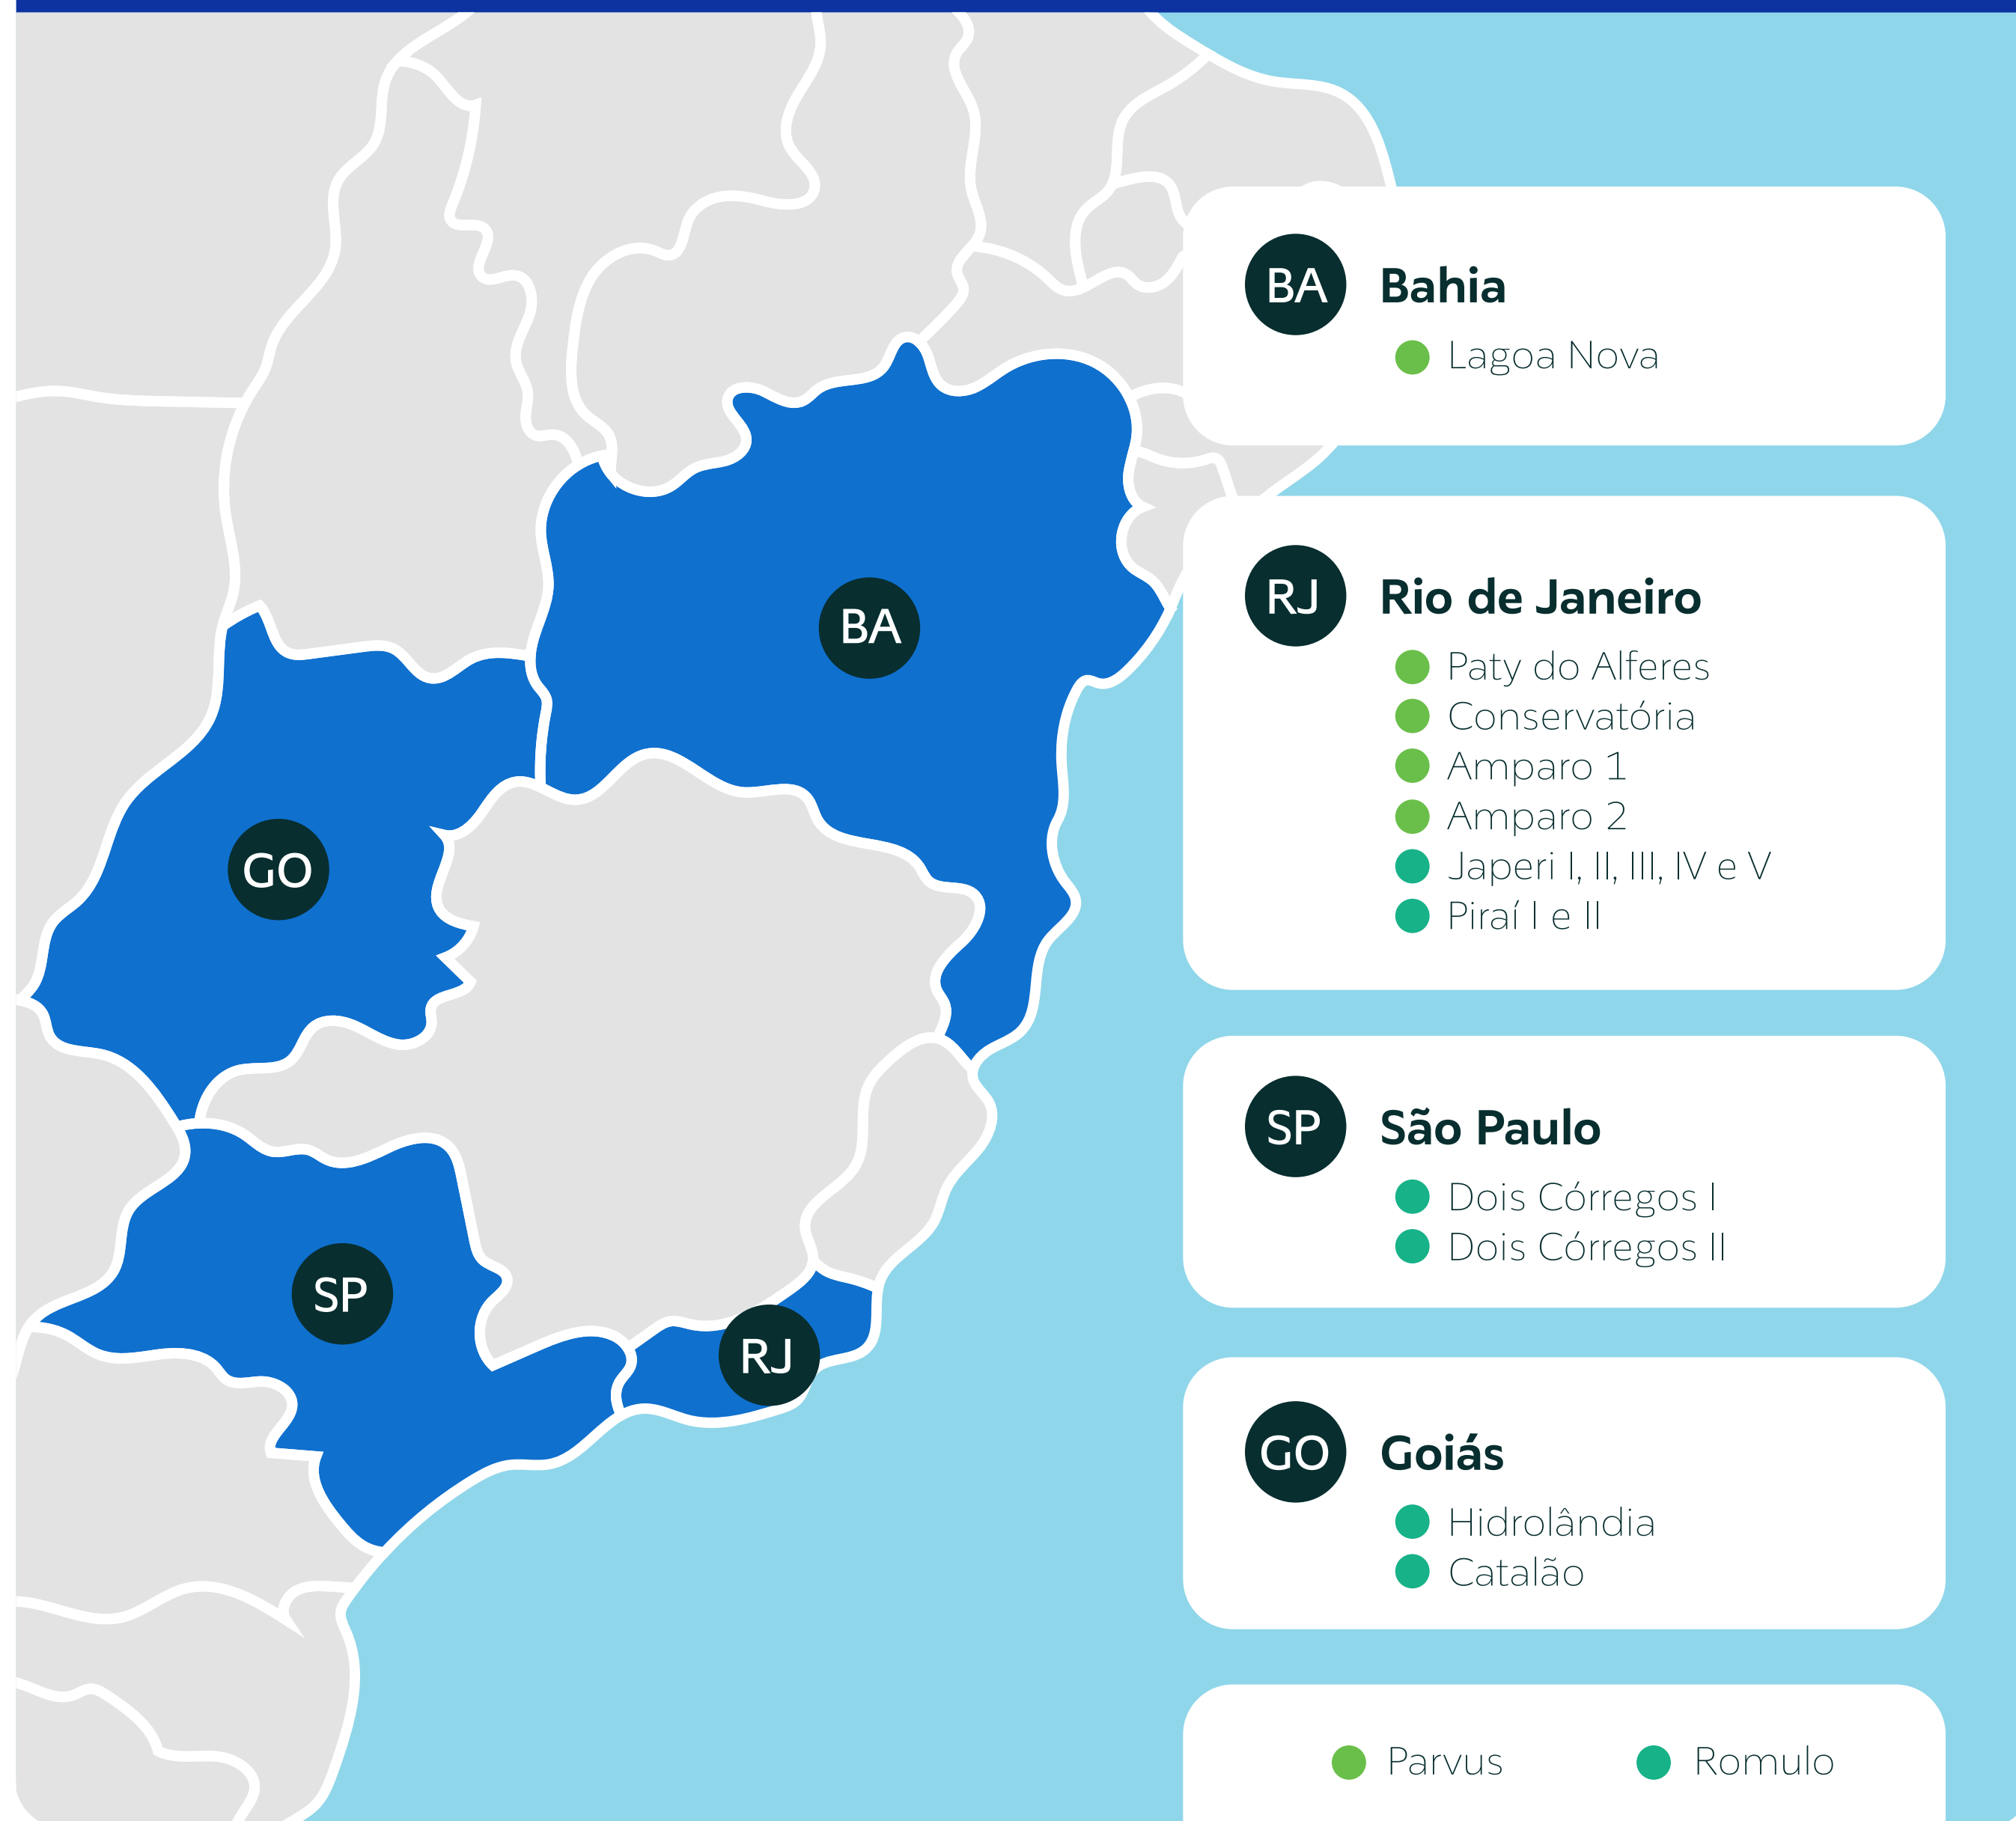 BA
GO
SP
RJ
BA Bahia
Lagoa Nova
RJ Rio de Janeiro
Paty do Alferes
Conservatória
Amparo 1
Amparo 2
Japeri I, II, III, IV e V
Piraí I e II
SP São Paulo
Dois Córregos I
Dois Córregos II
GO Goiás
Hidrolândia
Catalão
Parvus Romulo